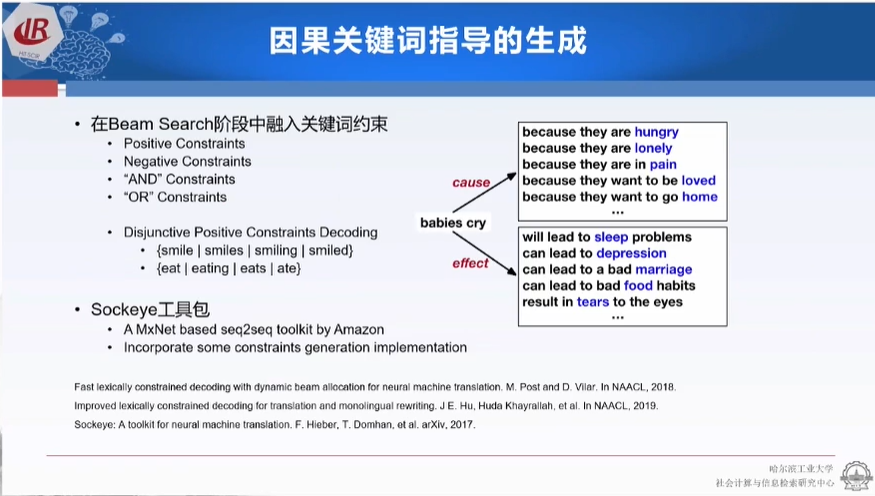 因果关键词指导的生成
• 在Beam Search阶段中融入关键词约束
• Positive Constraints
• Negative Constraints
• “AND” Constraints
• “OR” Constraints
• Disjunctive Positive Constraints Decoding
• {smile | smiles | smiling | smiled}
• {eat | eating | eats | ate}
• Sockeye工具包
• A MxNet based seq2seq toolkit by Amazon
• Incorporate some constraints generation implementation
babies cry
cause
because they are hungry
because they are lonely
because they are in pain
because they want to be loved
because they want to go home
...
effect
will lead to sleep problems
can lead to depression
can lead to a bad marriage
can lead to bad food habits
result in tears to the eyes
...
Fast lexically constrained decoding with dynamic beam allocation for neural machine translation. M. Post and D. Vilar. In NAACL, 2018.
Improved lexically constrained decoding for translation and monolingual rewriting. J E. Hu, Huda Khayrallah, et al. In NAACL, 2019.
Sockeye: A toolkit for neural machine translation. F. Hieber, T. Domhan, et al. arXiv, 2017.
哈尔滨工业大学
社会计算与信息检索研究中心